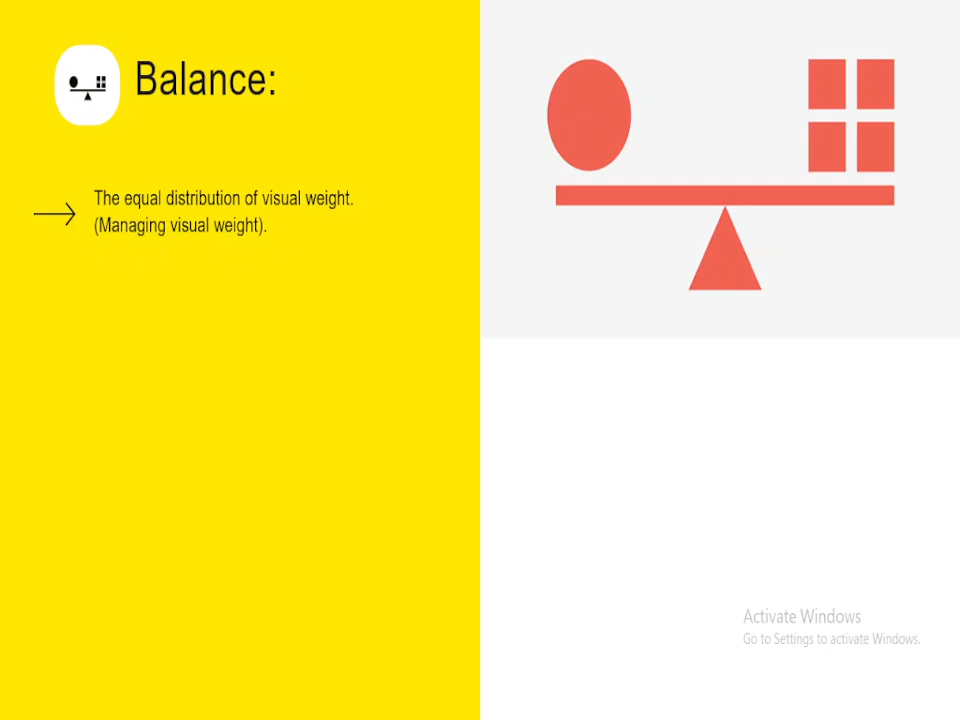 Balance:
The equal distribution of visual weight.
(Managing visual weight).
Activate Windows
Go to Settings to activate Windows.